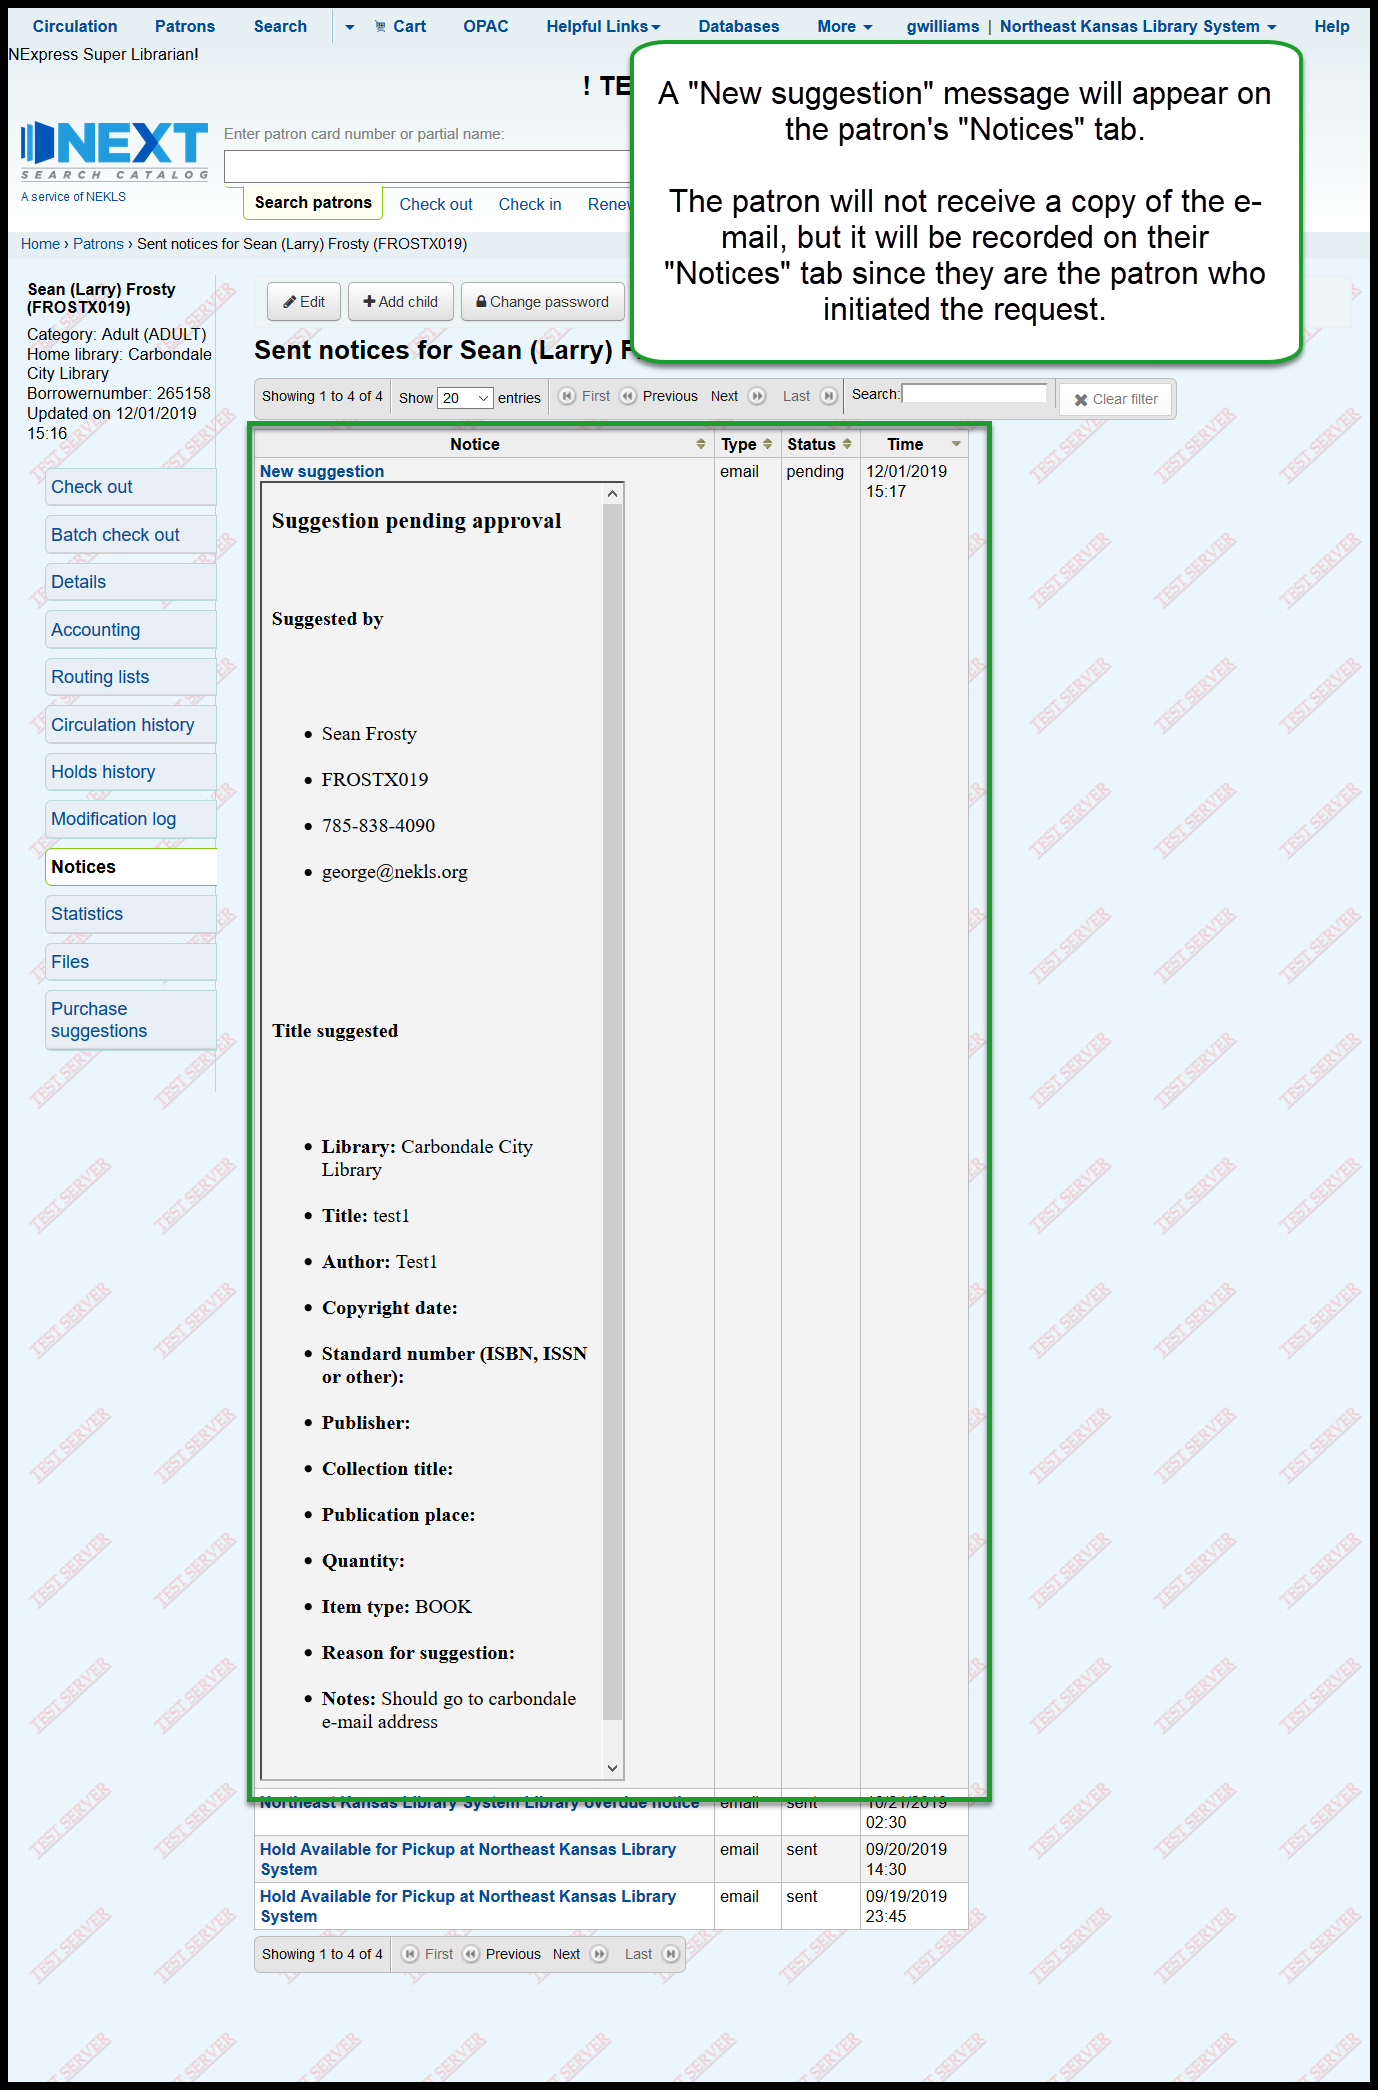 Circulation Patrons Search Cart OPAC Helpful Links Databases More gwilliams | Northeast Kansas Library System Help
NExpress Super Librarian!
! TE
A "New suggestion" message will appear on
the patron's "Notices" tab.
The patron will not receive a copy of the e-
mail, but it will be recorded on their
"Notices" tab since they are the patron who
initiated the request.
NEXT
SEARCH CATALOG
A service of NEKLS
Enter patron card number or partial name:
Search patrons Check out Check in Renew
Home › Patrons › Sent notices for Sean (Larry) Frosty (FROSTX019)
Sean (Larry) Frosty
(FROSTX019)
Category: Adult (ADULT)
Home library: Carbondale
City Library
Borrowernumber: 265158
Updated on 12/01/2019
15:16
Check out
Batch check out
Details
Accounting
Routing lists
Circulation history
Holds history
Modification log
Notices
Statistics
Files
Purchase
suggestions
Edit Add child Change password
Sent notices for Sean (Larry) F
Showing 1 to 4 of 4 Show 20 entries First Previous Next Last Search: Clear filter
Notice Type Status Time
New suggestion email pending 12/01/2019
15:17
Suggestion pending approval
Suggested by
• Sean Frosty
• FROSTX019
• 785-838-4090
• george@nekls.org
Title suggested
• Library: Carbondale City
Library
• Title: test1
• Author: Test1
• Copyright date:
• Standard number (ISBN, ISSN
or other):
• Publisher:
• Collection title:
• Publication place:
• Quantity:
• Item type: BOOK
• Reason for suggestion:
• Notes: Should go to carbondale
e-mail address
Northeast Kansas Library System Library overdue notice email sent 10/21/2019
02:30
Hold Available for Pickup at Northeast Kansas Library
System email sent 09/20/2019
14:30
Hold Available for Pickup at Northeast Kansas Library
System email sent 09/19/2019
23:45
Showing 1 to 4 of 4 First Previous Next Last
TEST SERVER